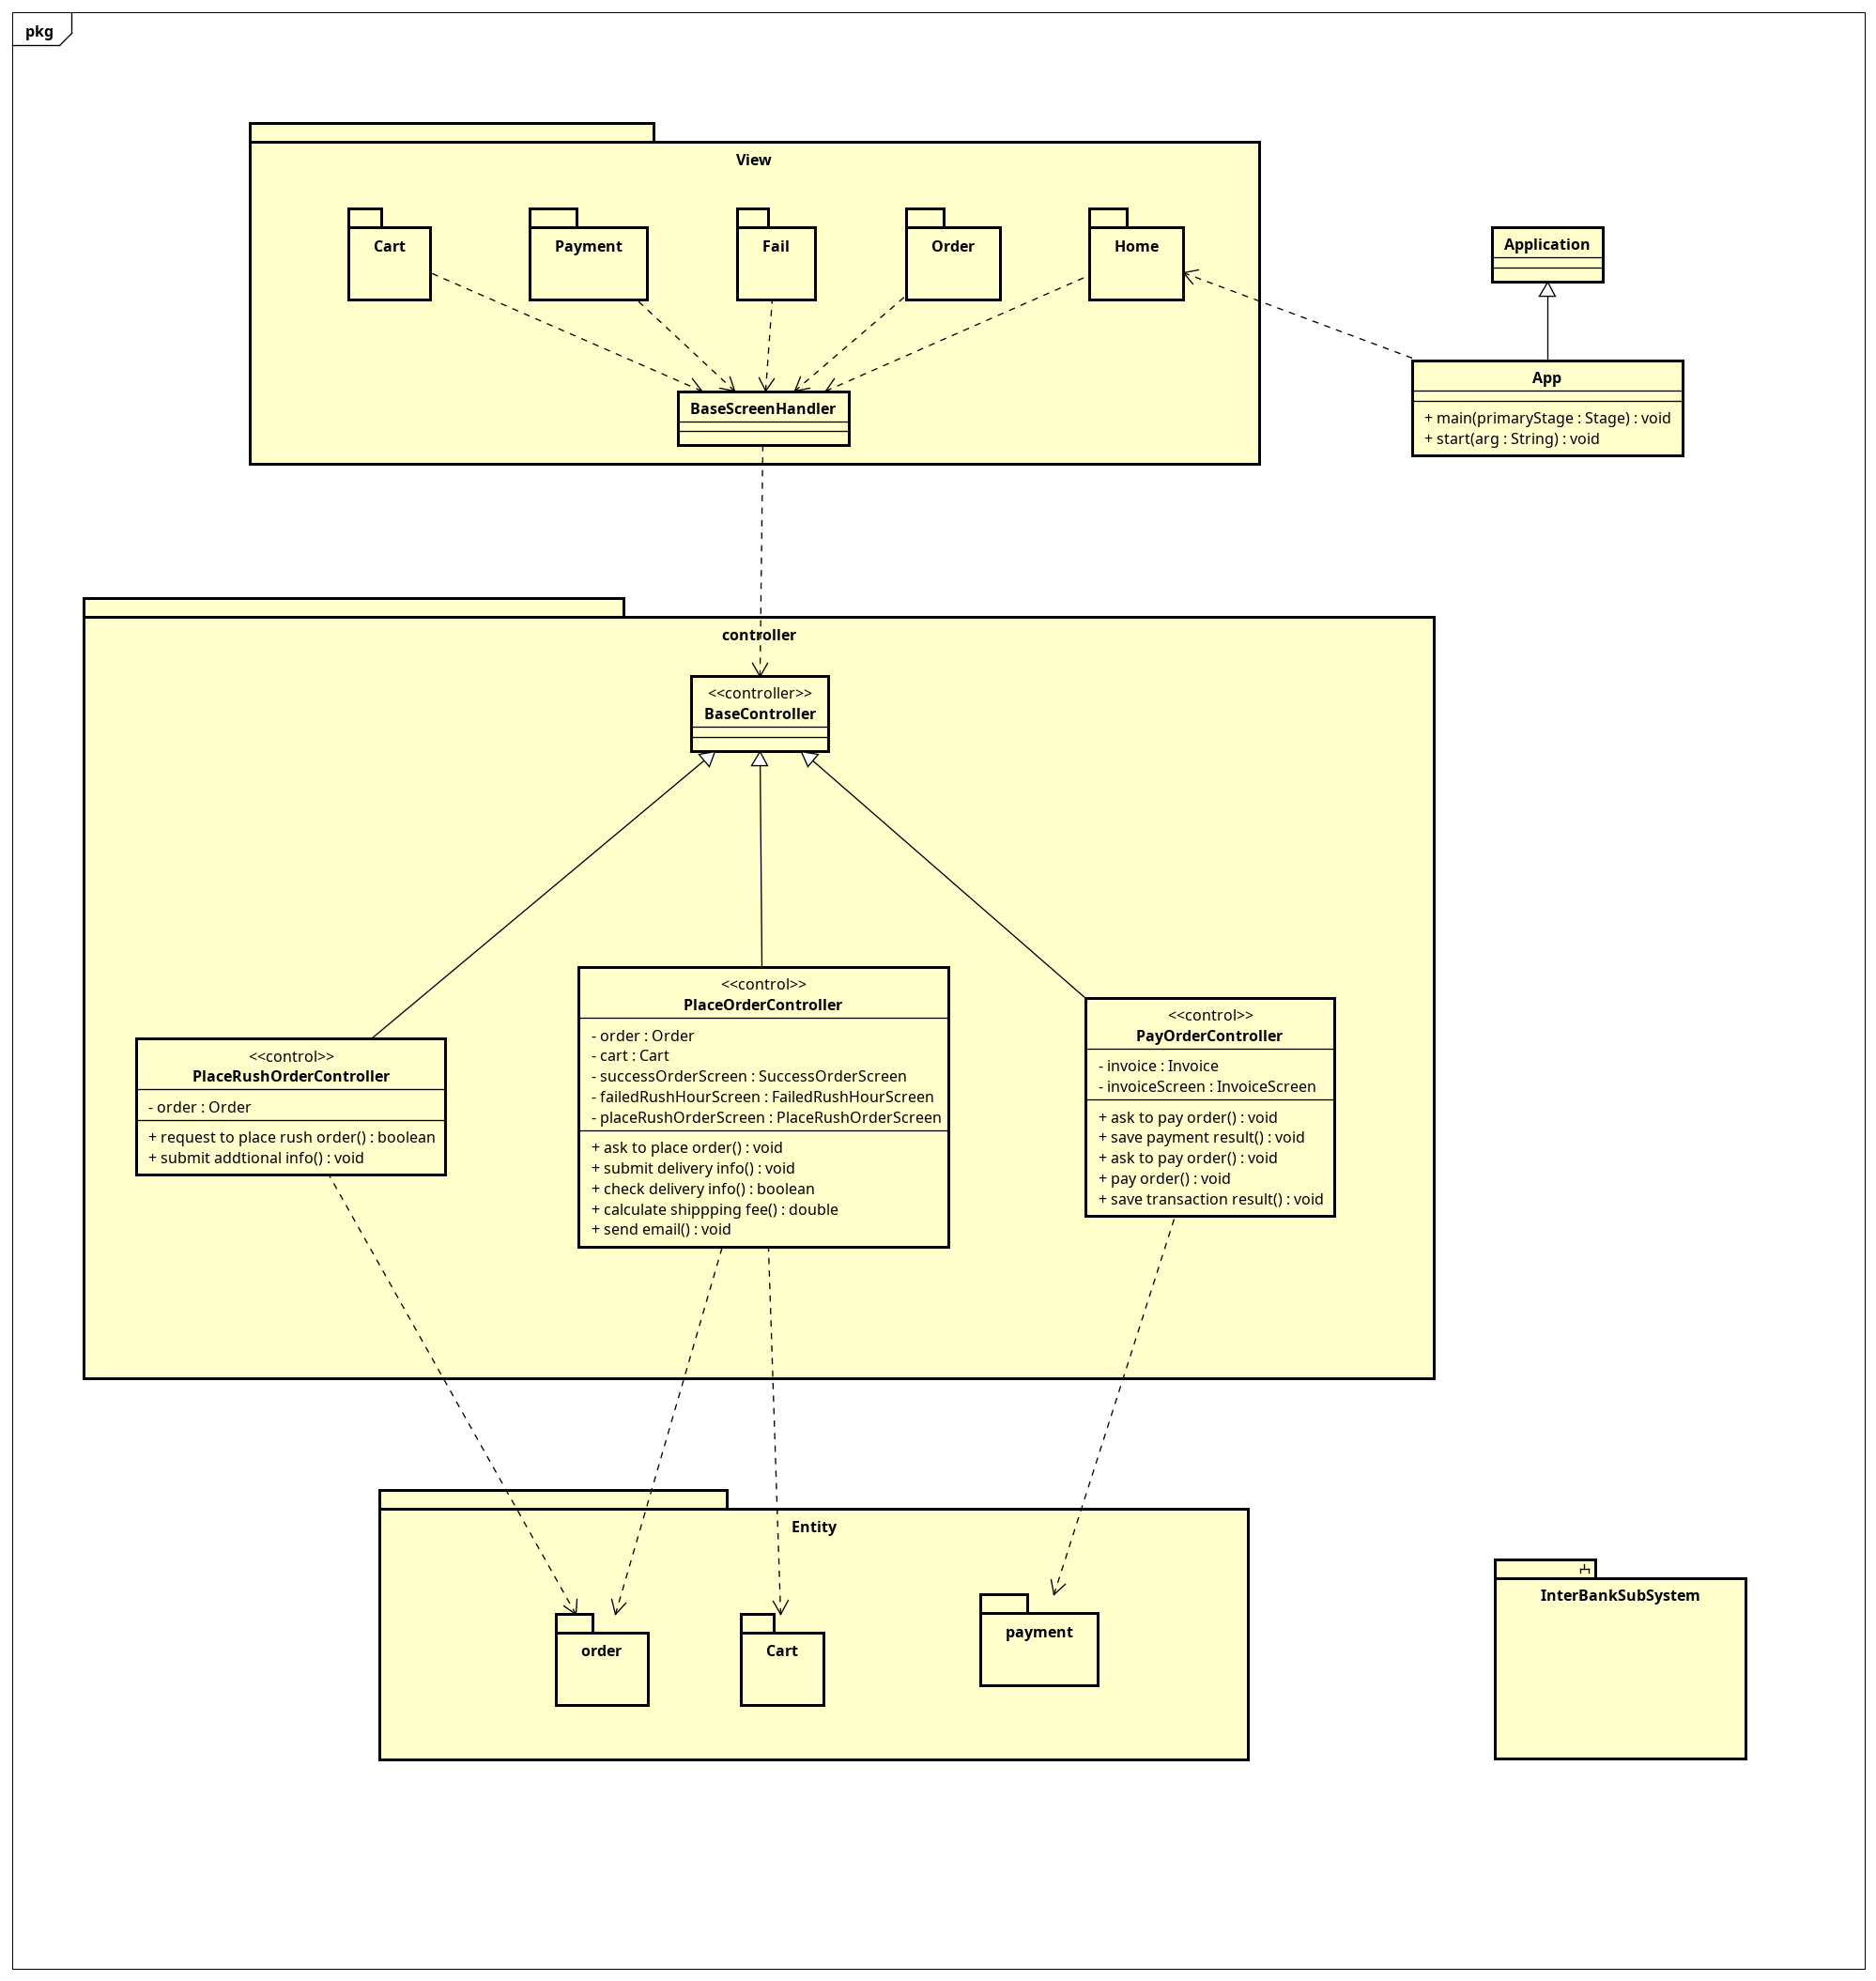 pkg
View
Cart
Payment
Fail
Order
Home
Application
BaseScreenHandler
App
+ main(primaryStage : Stage) : void
+ start(arg : String) : void
controller
<<controller>>
BaseController
<<control>>
PlaceRushOrderController
- order : Order
+ request to place rush order() : boolean
+ submit addtional info() : void
<<control>>
PlaceOrderController
- order : Order
- cart : Cart
- successOrderScreen : SuccessOrderScreen
- failedRushHourScreen : FailedRushHourScreen
- placeRushOrderScreen : PlaceRushOrderScreen
+ ask to place order() : void
+ submit delivery info() : void
+ check delivery info() : boolean
+ calculate shippping fee() : double
+ send email() : void
<<control>>
PayOrderController
- invoice : Invoice
- invoiceScreen : InvoiceScreen
+ ask to pay order() : void
+ save payment result() : void
+ ask to pay order() : void
+ pay order() : void
+ save transaction result() : void
Entity
order
Cart
payment
InterBankSubSystem